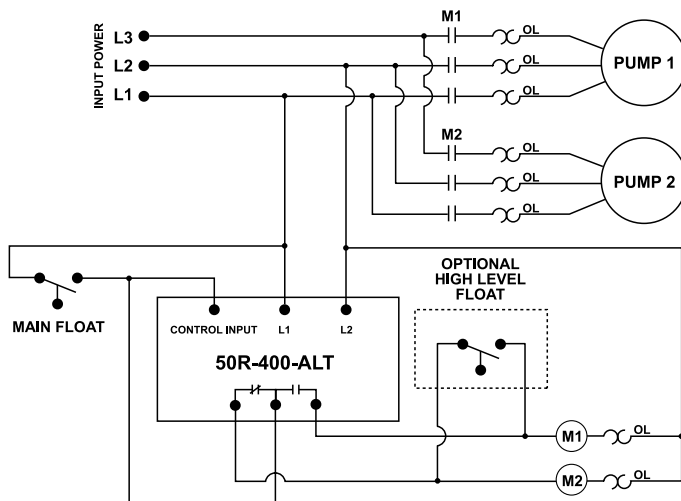 M1
L3
OL
INPUT POWER
L2
OL
PUMP 1
L1
OL
M2
OL
OL
PUMP 2
OL
OPTIONAL
HIGH LEVEL
FLOAT
MAIN FLOAT
CONTROL INPUT
L1
L2
50R-400-ALT
M1
OL
M2
OL